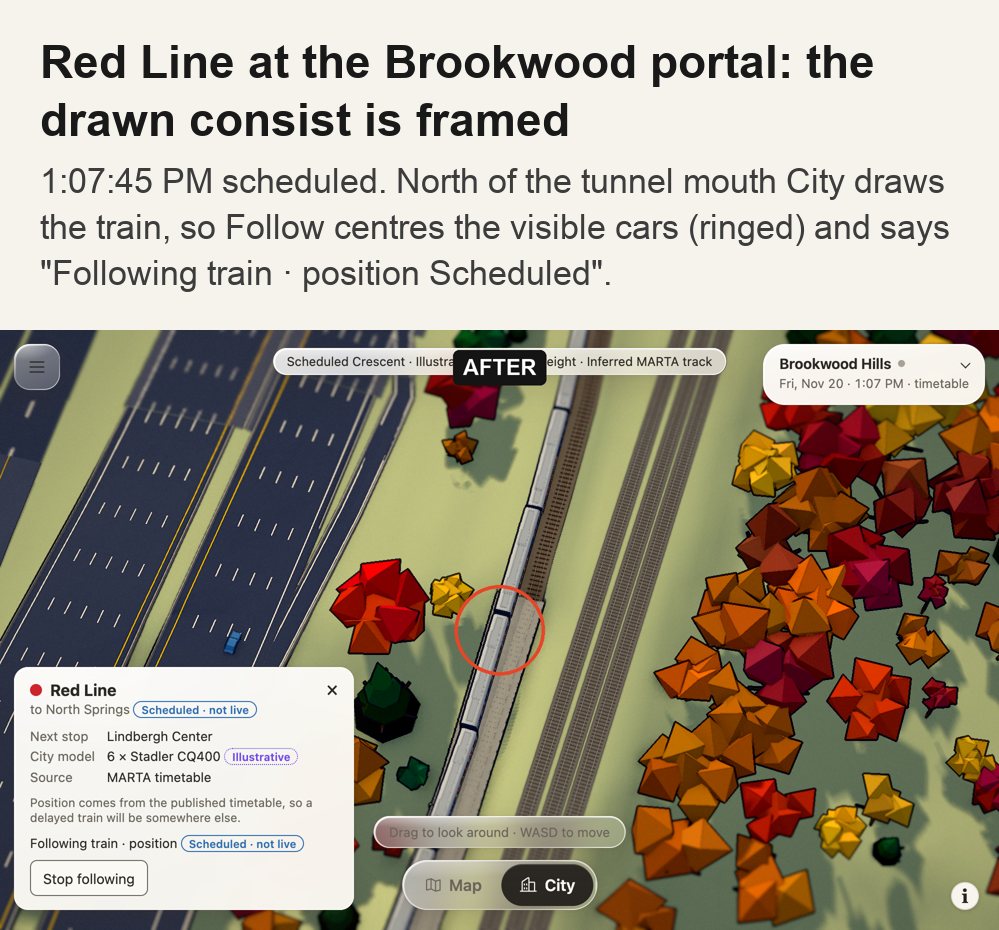 Red Line at the Brookwood portal: the
drawn consist is framed
1:07:45 PM scheduled. North of the tunnel mouth City draws
the train, so Follow centres the visible cars (ringed) and says
"Following train · position Scheduled".
Scheduled Crescent · Illustra
AFTER
eight · Inferred MARTA track
Brookwood Hills
Fri, Nov 20 · 1:07 PM · timetable
Red Line
to North Springs Scheduled · not live
Next stop Lindbergh Center
City model 6 × Stadler CQ400 Illustrative
Source MARTA timetable
Position comes from the published timetable, so a
delayed train will be somewhere else.
Following train · position Scheduled · not live
Stop following
Drag to look around · WASD to move
Map City